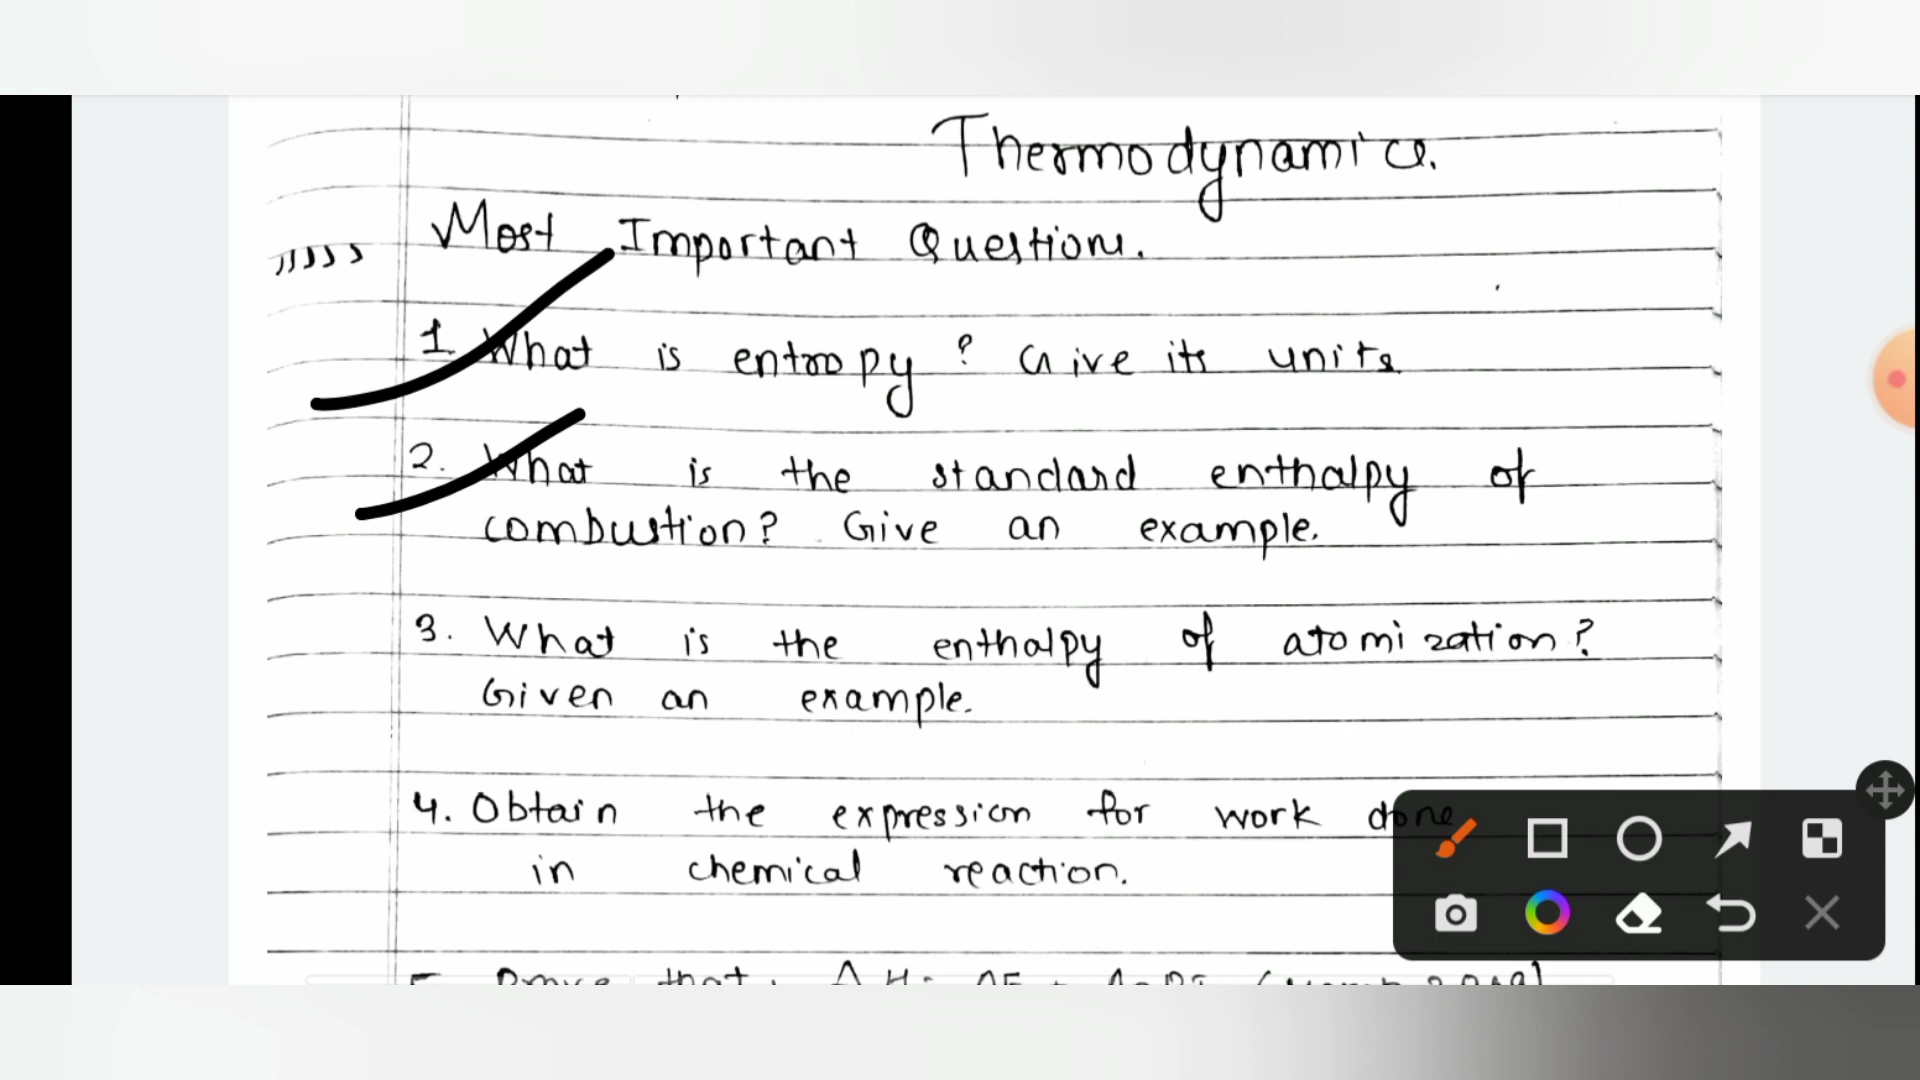 Thermodynamics.
Most Important Questions.
1. What is entropy? Give its units.
2. What is the standard enthalpy of
combustion? Give an example.
3. What is the enthalpy of atomization?
Given an example.
4. Obtain the expression for work done
in chemical reaction.